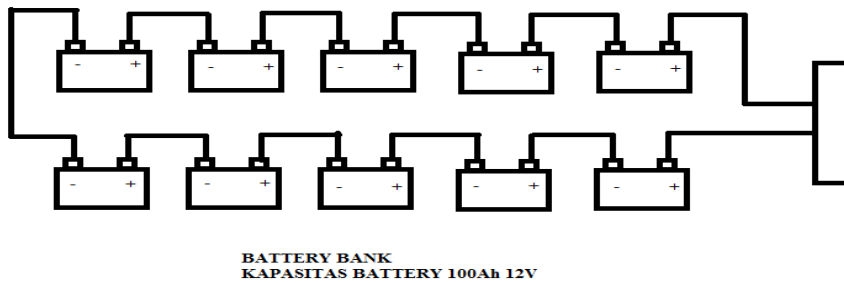 - + - + - + - + - +
- + - + - + - + - +
BATTERY BANK
KAPASITAS BATTERY 100Ah 12V